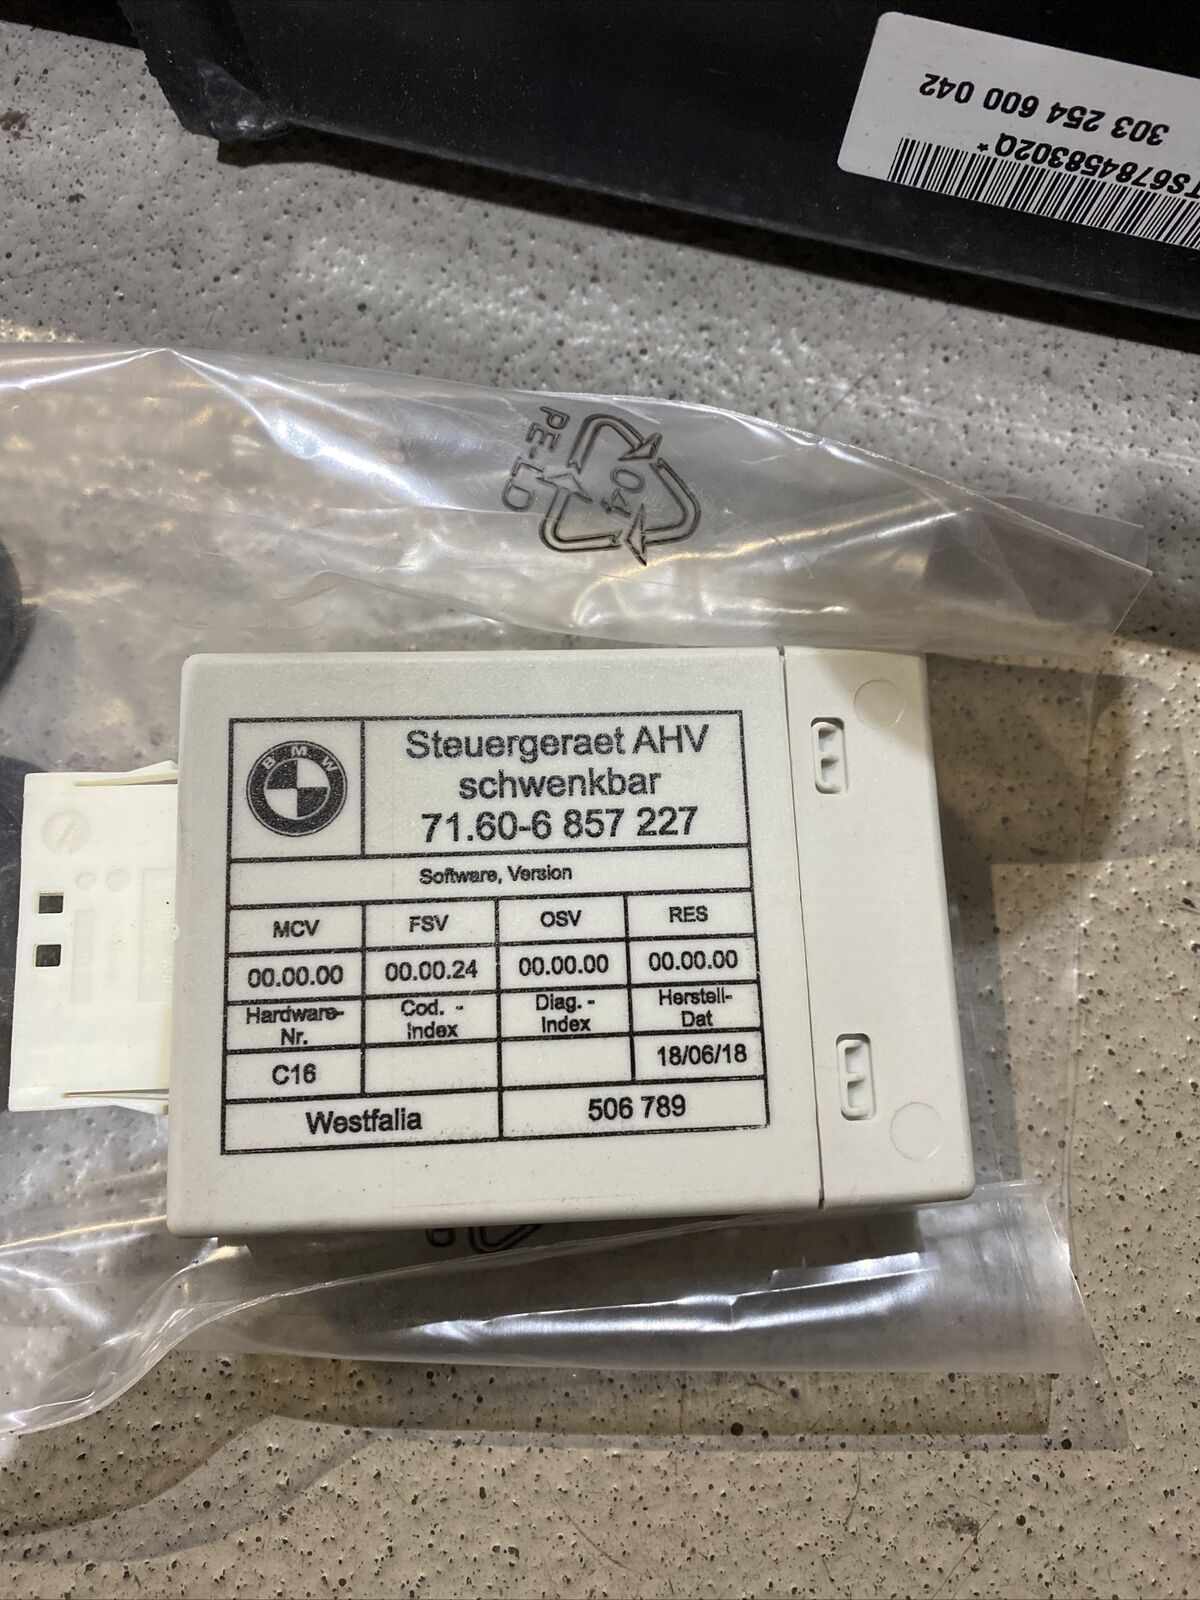 303 254 600 042
TS678458302Q*
PE-LD
04
BMW
Steuergeraet AHV
schwenkbar
71.60-6 857 227
Software, Version
MCV FSV OSV RES
00.00.00 00.00.24 00.00.00 00.00.00
Hardware-Nr. Cod.-Index Diag.-Index Herstell-Dat
C16 18/06/18
Westfalia 506 789